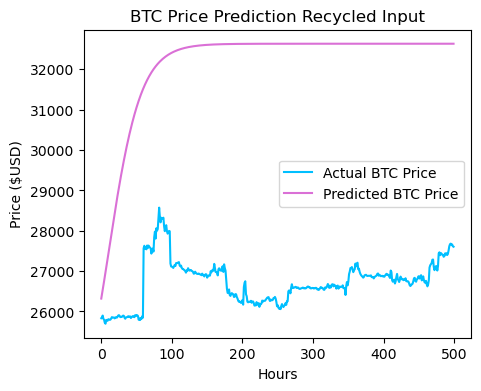 BTC Price Prediction Recycled Input
Price ($USD)
32000
31000
30000
29000
28000
27000
26000
Actual BTC Price
Predicted BTC Price
0 100 200 300 400 500
Hours